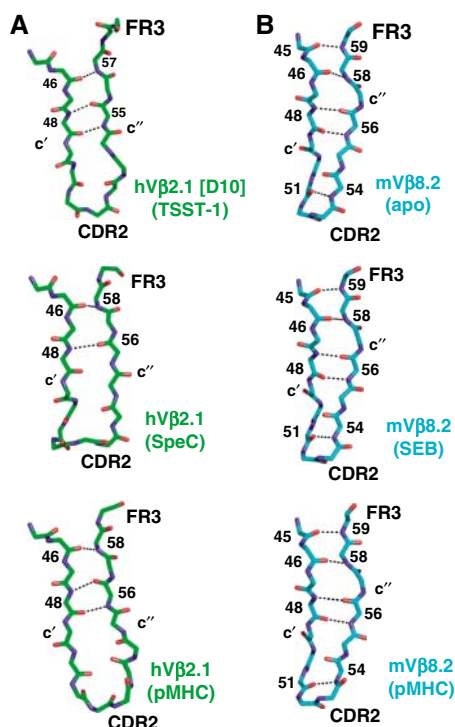 A
FR3
57
46
55
48
c'
c″
hVβ2.1 [D10]
(TSST-1)
CDR2
FR3
58
46
56
48
c'
c″
hVβ2.1
(SpeC)
CDR2
FR3
58
46
56
48
c'
c″
hVβ2.1
(pMHC)
CDR2
B
45
FR3
59
46
58
c″
48
56
c'
51
54
mVβ8.2
(apo)
CDR2
FR3
45
59
46
58
c″
48
56
c'
51
54
mVβ8.2
(SEB)
CDR2
FR3
45
59
46
58
c″
48
56
c'
54
51
mVβ8.2
(pMHC)
CDR2